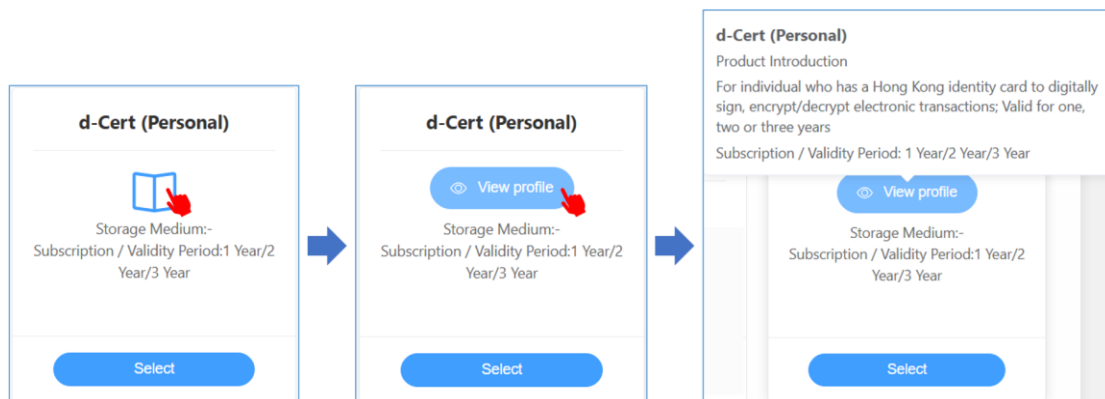 d-Cert (Personal)
Storage Medium:-
Subscription / Validity Period:1 Year/2
Year/3 Year
Select
d-Cert (Personal)
View profile
Storage Medium:-
Subscription / Validity Period:1 Year/2
Year/3 Year
Select
d-Cert (Personal)
Product Introduction
For individual who has a Hong Kong identity card to digitally
sign, encrypt/decrypt electronic transactions; Valid for one,
two or three years
Subscription / Validity Period: 1 Year/2 Year/3 Year
View profile
Storage Medium:-
Subscription / Validity Period:1 Year/2
Year/3 Year
Select